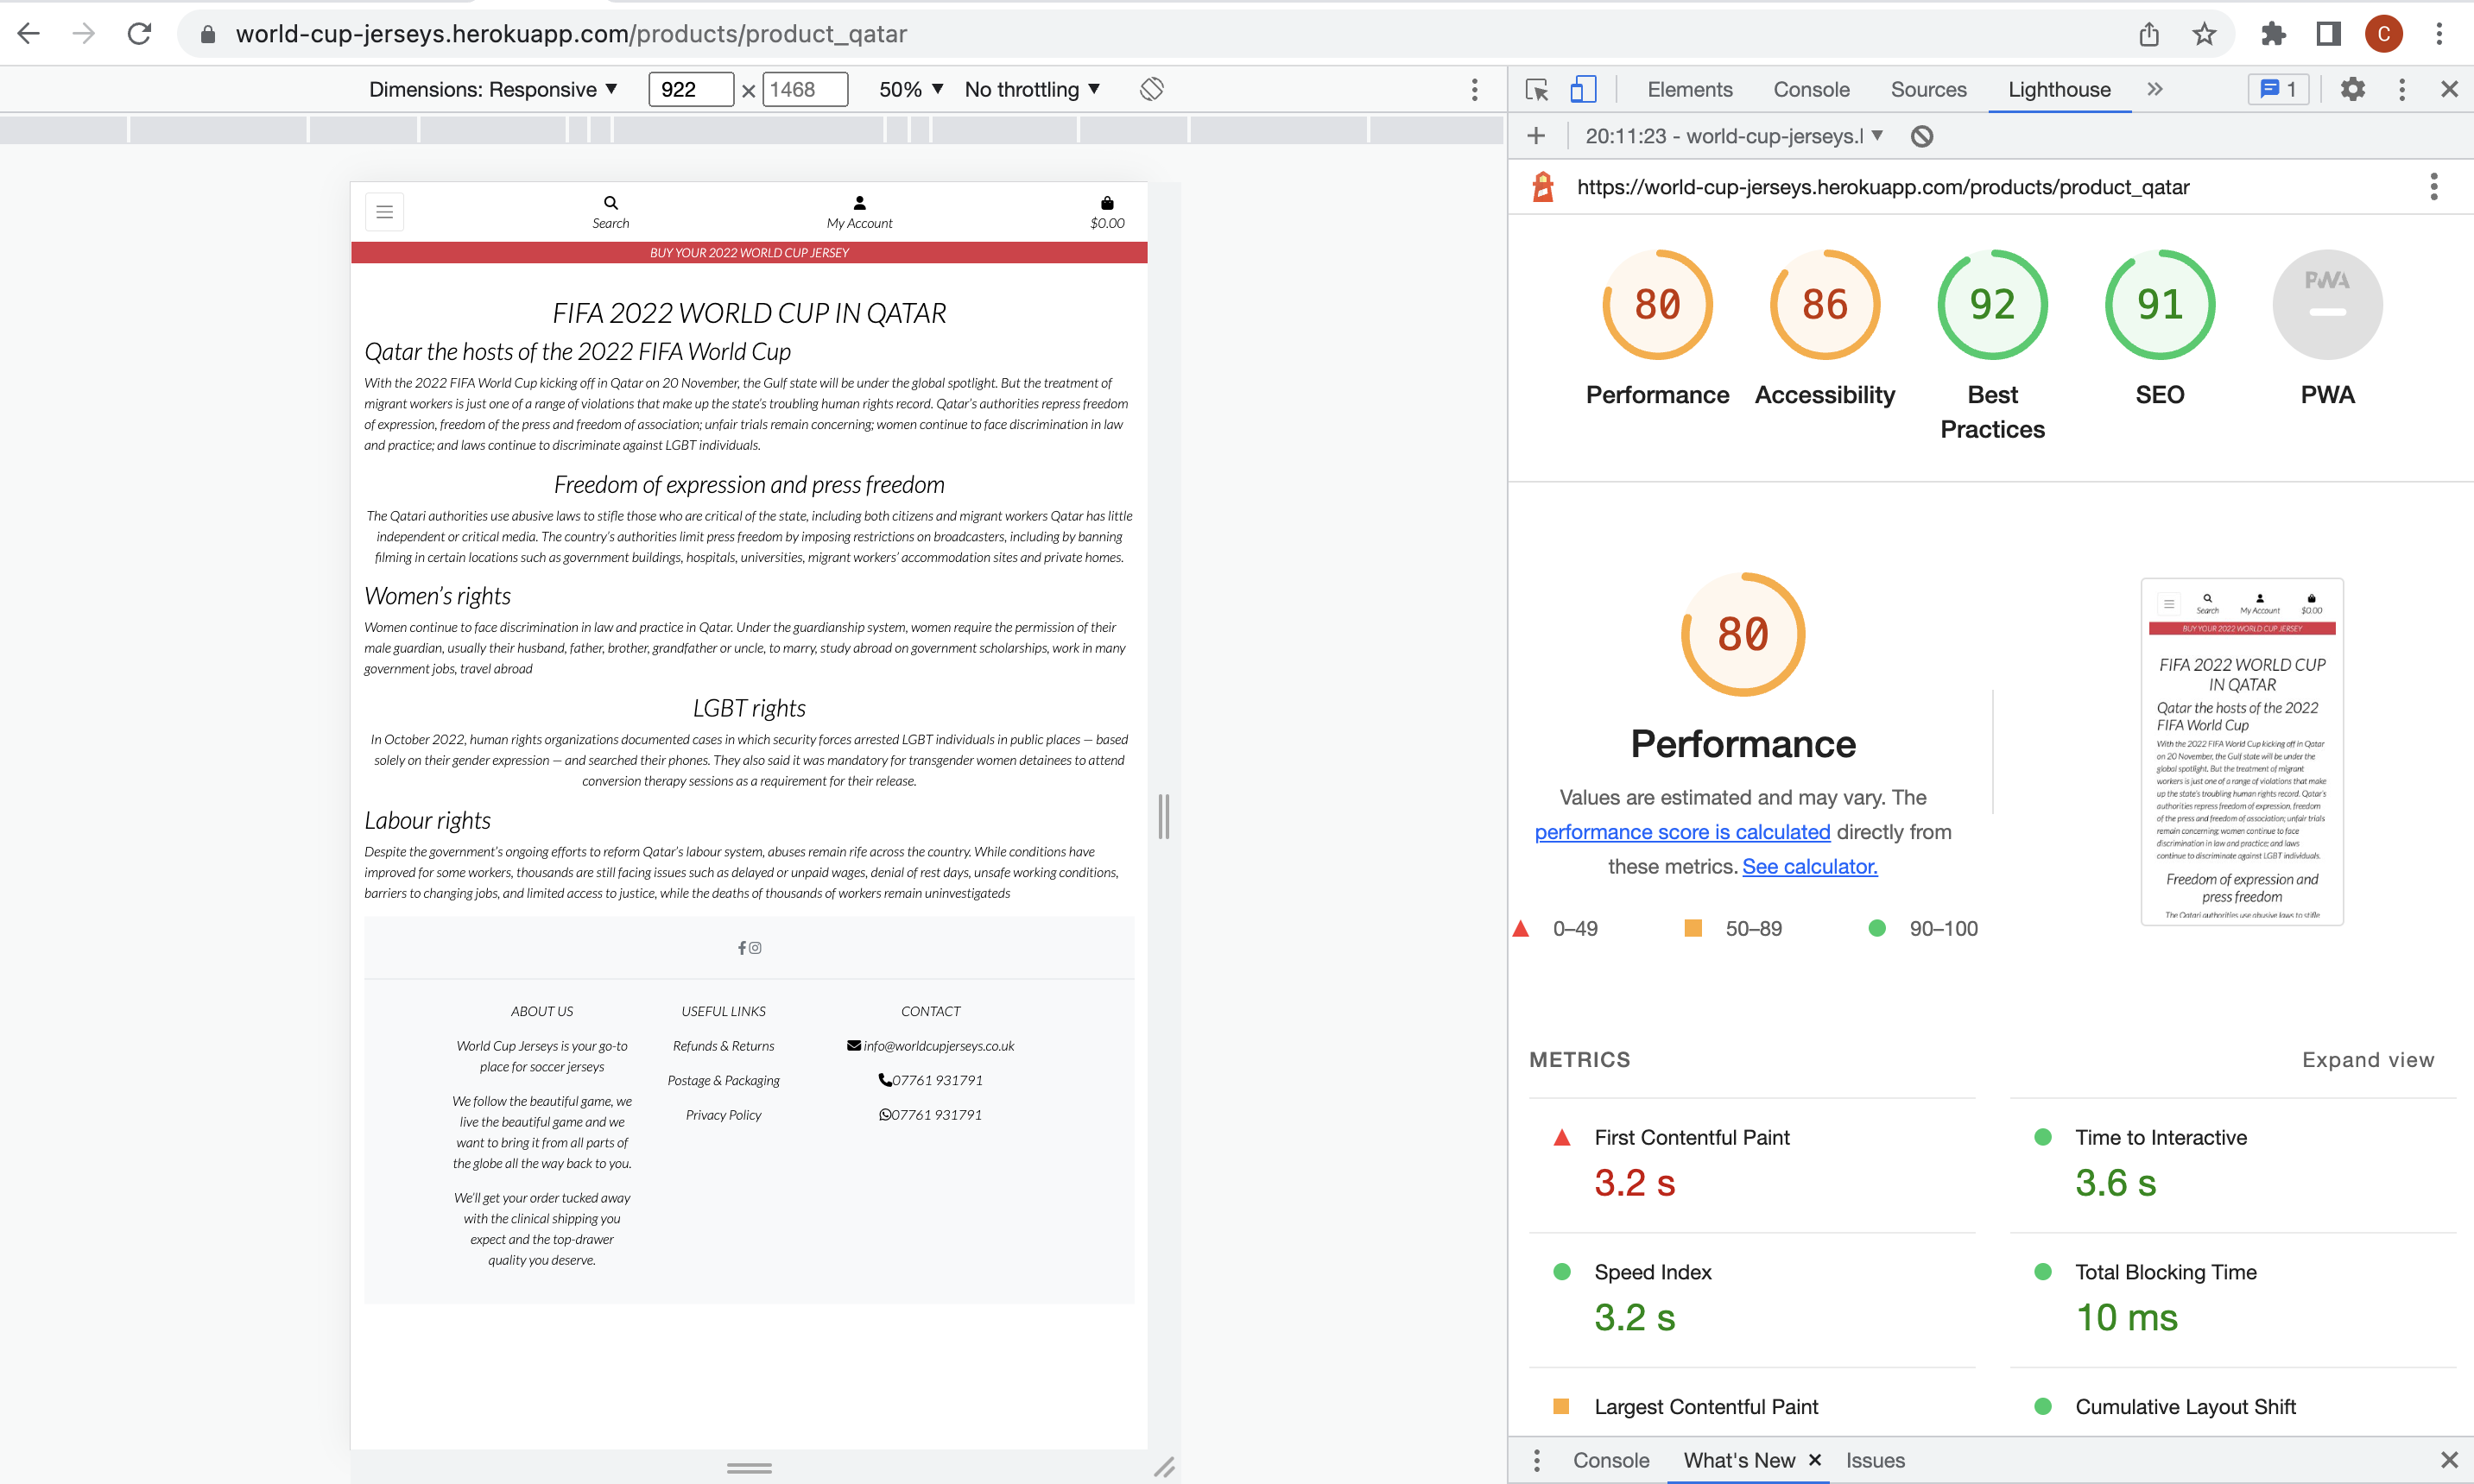 world-cup-jerseys.herokuapp.com/products/product_qatar
C
Dimensions: Responsive ▼ 922 × 1468 50% ▼ No throttling ▼
Elements Console Sources Lighthouse » 1
+ 20:11:23 - world-cup-jerseys.l ▼
https://world-cup-jerseys.herokuapp.com/products/product_qatar
Search My Account $0.00
BUY YOUR 2022 WORLD CUP JERSEY
FIFA 2022 WORLD CUP IN QATAR
Qatar the hosts of the 2022 FIFA World Cup
With the 2022 FIFA World Cup kicking off in Qatar on 20 November, the Gulf state will be under the global spotlight. But the treatment of
migrant workers is just one of a range of violations that make up the state's troubling human rights record. Qatar's authorities repress freedom
of expression, freedom of the press and freedom of association; unfair trials remain concerning; women continue to face discrimination in law
and practice; and laws continue to discriminate against LGBT individuals.
Freedom of expression and press freedom
The Qatari authorities use abusive laws to stifle those who are critical of the state, including both citizens and migrant workers Qatar has little
independent or critical media. The country's authorities limit press freedom by imposing restrictions on broadcasters, including by banning
filming in certain locations such as government buildings, hospitals, universities, migrant workers' accommodation sites and private homes.
Women's rights
Women continue to face discrimination in law and practice in Qatar. Under the guardianship system, women require the permission of their
male guardian, usually their husband, father, brother, grandfather or uncle, to marry, study abroad on government scholarships, work in many
government jobs, travel abroad
LGBT rights
In October 2022, human rights organizations documented cases in which security forces arrested LGBT individuals in public places — based
solely on their gender expression — and searched their phones. They also said it was mandatory for transgender women detainees to attend
conversion therapy sessions as a requirement for their release.
Labour rights
Despite the government's ongoing efforts to reform Qatar's labour system, abuses remain rife across the country. While conditions have
improved for some workers, thousands are still facing issues such as delayed or unpaid wages, denial of rest days, unsafe working conditions,
barriers to changing jobs, and limited access to justice, while the deaths of thousands of workers remain uninvestigateds
ABOUT US
World Cup Jerseys is your go-to
place for soccer jerseys
We follow the beautiful game, we
live the beautiful game and we
want to bring it from all parts of
the globe all the way back to you.
We'll get your order tucked away
with the clinical shipping you
expect and the top-drawer
quality you deserve.
USEFUL LINKS
Refunds & Returns
Postage & Packaging
Privacy Policy
CONTACT
info@worldcupjerseys.co.uk
07761 931791
07761 931791
80 86 92 91 PWA
Performance Accessibility Best Practices SEO PWA
80
Performance
Values are estimated and may vary. The
performance score is calculated directly from
these metrics. See calculator.
0–49 50–89 90–100
Search My Account $0.00
BUY YOUR 2022 WORLD CUP JERSEY
FIFA 2022 WORLD CUP
IN QATAR
Qatar the hosts of the 2022
FIFA World Cup
With the 2022 FIFA World Cup kicking off in Qatar
on 20 November, the Gulf state will be under the
global spotlight. But the treatment of migrant
workers is just one of a range of violations that make
up the state's troubling human rights record. Qatar's
authorities repress freedom of expression, freedom
of the press and freedom of association; unfair trials
remain concerning; women continue to face
discrimination in law and practice; and laws
continue to discriminate against LGBT individuals.
Freedom of expression and
press freedom
The Qatari authorities use abusive laws to stifle
METRICS Expand view
First Contentful Paint
3.2 s
Time to Interactive
3.6 s
Speed Index
3.2 s
Total Blocking Time
10 ms
Largest Contentful Paint
Cumulative Layout Shift
Console What's New × Issues